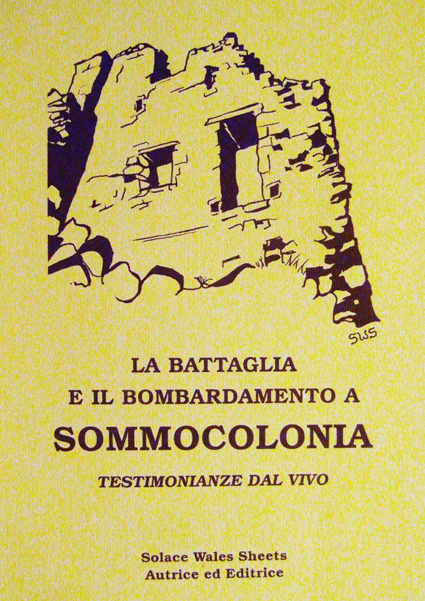 SWS
LA BATTAGLIA
E IL BOMBARDAMENTO A
SOMMOCOLONIA
TESTIMONIANZE DAL VIVO
Solace Wales Sheets
Autrice ed Editrice